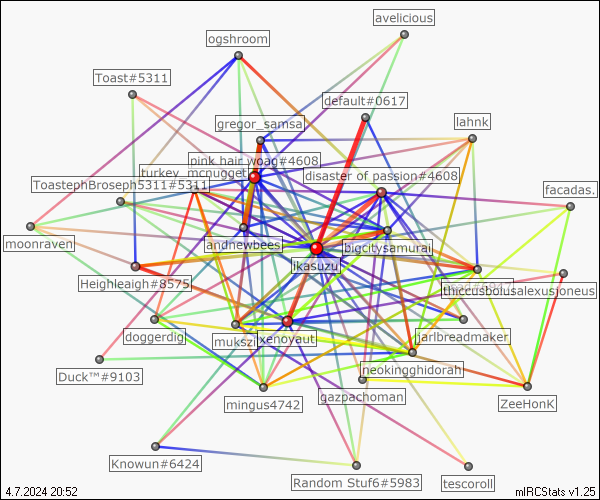 avelicious
ogshroom
Toast#5311
default#0617
gregor_samsa
lahnk
pink hair woag#4608
turkey_mcnugget
disaster of passion#4608
ToastephBroseph5311#5311
facadas.
moonraven
andnewbees
bigcitysamurai
ikasuzu
Heighleaigh#8575
thiccusbolusalexusjoneus
doggerdig
muksz
xenoyaut
jarlbreadmaker
neokingghidorah
Duck™#9103
mingus4742
gazpachoman
ZeeHonK
Knowun#6424
Random Stuf6#5983
tescoroll
4.7.2024 20:52
mIRCStats v1.25